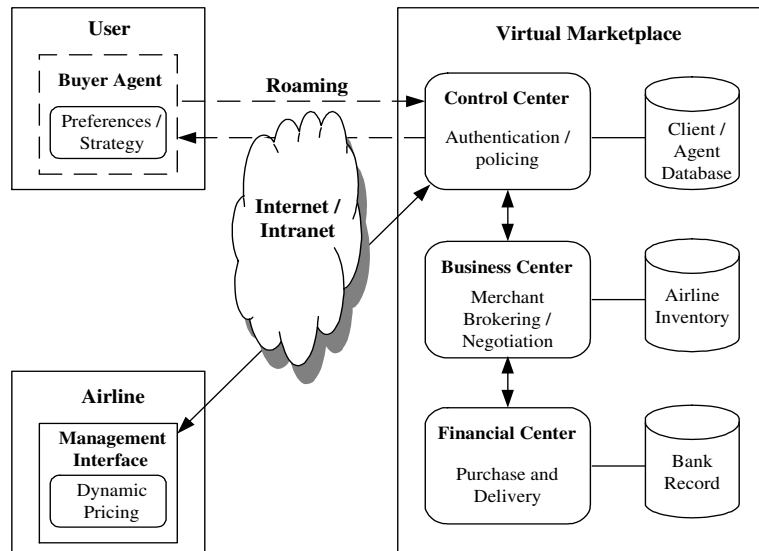 User
Buyer Agent
Preferences /
Strategy
Roaming
Internet /
Intranet
Airline
Management
Interface
Dynamic
Pricing
Virtual Marketplace
Control Center
Authentication /
policing
Client /
Agent
Database
Business Center
Merchant
Brokering /
Negotiation
Airline
Inventory
Financial Center
Purchase and
Delivery
Bank
Record